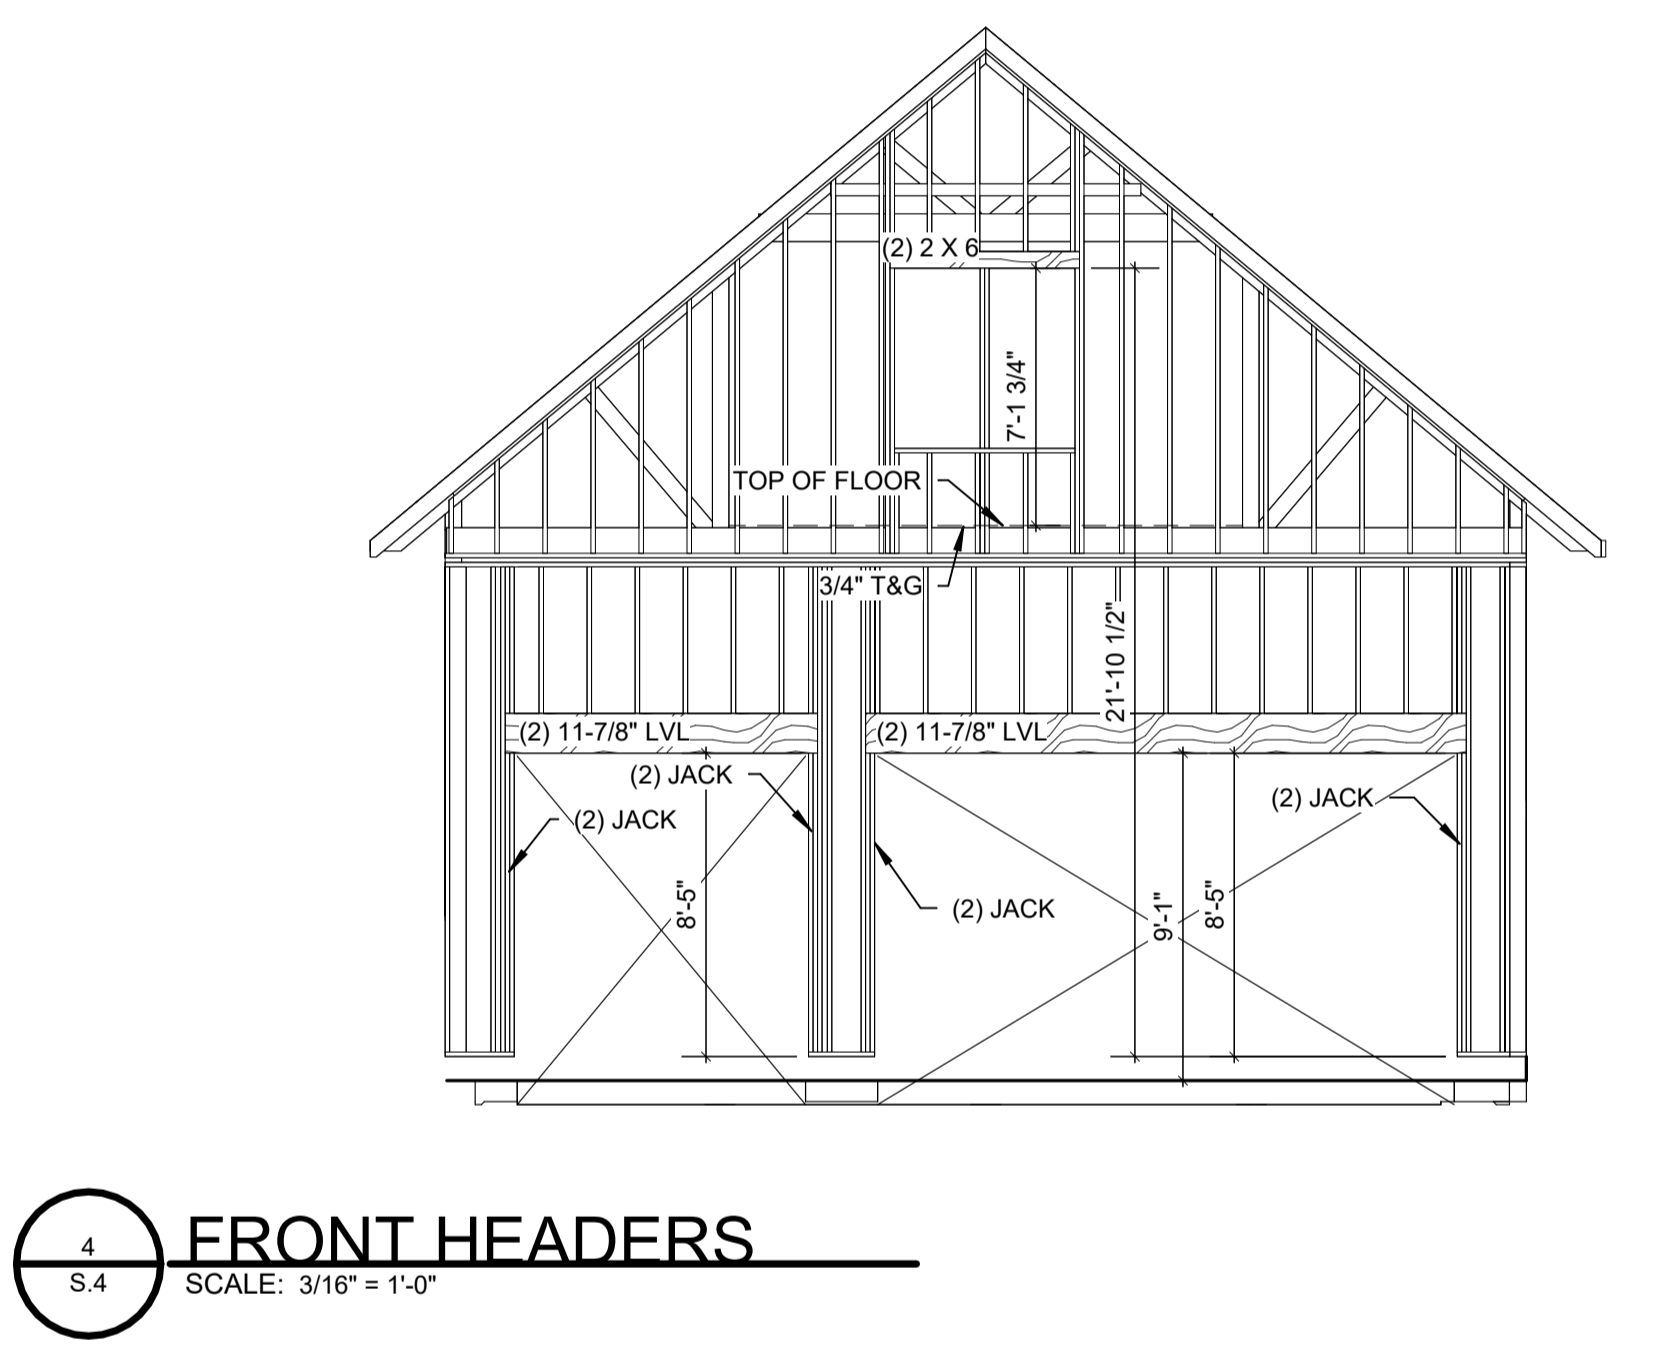 (2) 2 X 6
7'-1 3/4"
TOP OF FLOOR
3/4" T&G
21'-10 1/2"
(2) 11-7/8" LVL
(2) 11-7/8" LVL
(2) JACK
(2) JACK
(2) JACK
8'-5"
9'-1"
8'-5"
(2) JACK
FRONT HEADERS
4
S.4
SCALE: 3/16" = 1'-0"